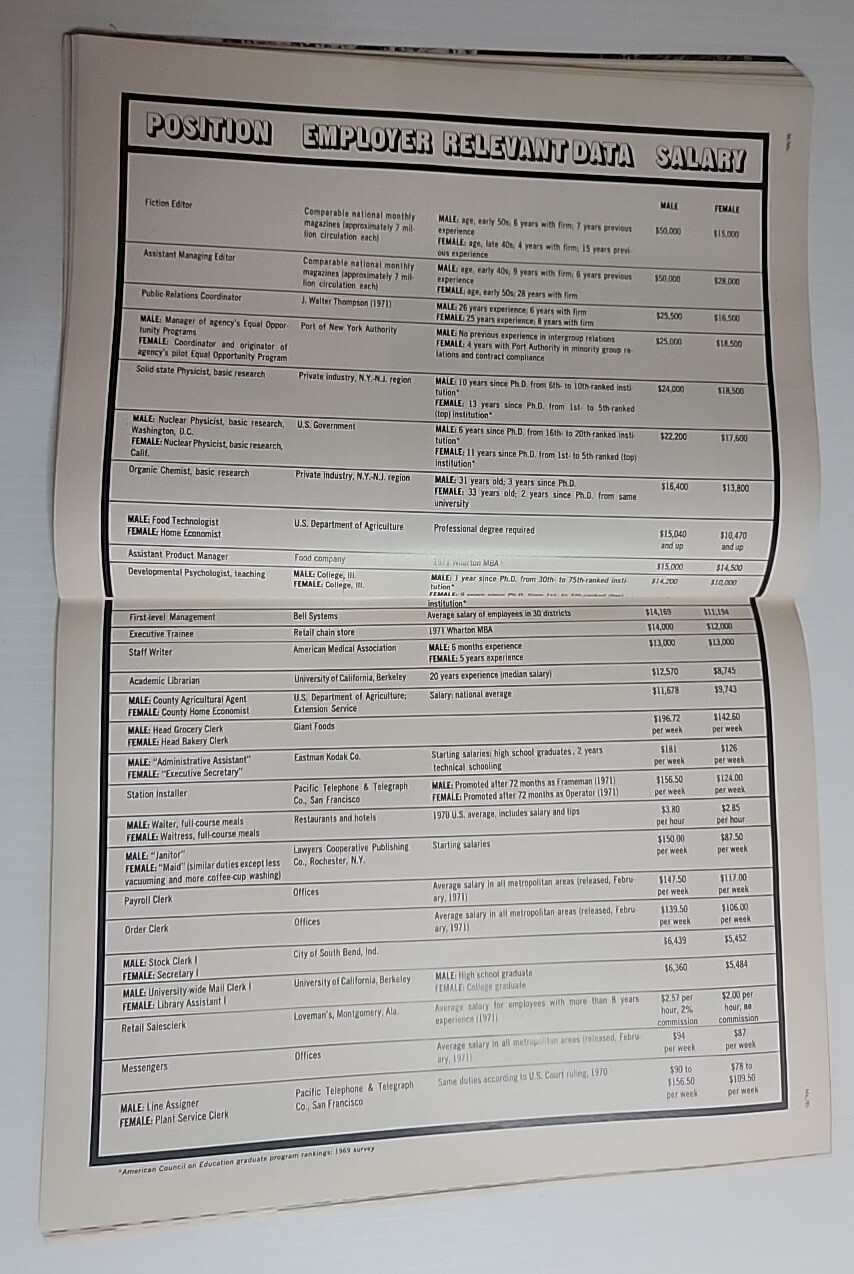 POSITION EMPLOYER RELEVANT DATA SALARY
MALE FEMALE
Fiction Editor
Comparable national monthly
magazines (approximately 7 mil-
lion circulation each)
MALE: age, early 50s; 6 years with firm; 7 years previous
experience
FEMALE: age, late 40s; 4 years with firm; 15 years previ-
ous experience
$50,000 $15,000
Assistant Managing Editor
Comparable national monthly
magazines (approximately 7 mil-
lion circulation each)
MALE: age, early 40s, 9 years with firm; 6 years previous
experience
FEMALE: age, early 50s; 28 years with firm
$50,000 $28,000
Public Relations Coordinator
J. Walter Thompson (1971)
MALE: 26 years experience; 6 years with firm
FEMALE: 25 years experience; 8 years with firm
$25,500 $16,500
MALE: Manager of agency's Equal Oppor-
tunity Programs
FEMALE: Coordinator and originator of
agency's pilot Equal Opportunity Program
Port of New York Authority
MALE: No previous experience in intergroup relations
FEMALE: 4 years with Port Authority in minority group re-
lations and contract compliance
$25,000 $18,500
Solid-state Physicist, basic research
Private industry, N.Y.-N.J. region
MALE: 10 years since Ph.D. from 6th- to 10th-ranked insti-
tution*
FEMALE: 13 years since Ph.D. from 1st- to 5th-ranked
(top) institution*
$24,000 $18,500
MALE: Nuclear Physicist, basic research,
Washington, D.C.
FEMALE: Nuclear Physicist, basic research,
Calif.
U.S. Government
MALE: 6 years since Ph.D. from 16th- to 20th-ranked insti-
tution*
FEMALE: 11 years since Ph.D. from 1st- to 5th-ranked (top)
institution*
$22,200 $17,600
Organic Chemist, basic research
Private industry, N.Y.-N.J. region
MALE: 31 years old; 3 years since Ph.D.
FEMALE: 33 years old; 2 years since Ph.D. from same
university
$16,400 $13,800
MALE: Food Technologist
FEMALE: Home Economist
U.S. Department of Agriculture
Professional degree required
$15,040 $10,470
and up and up
Assistant Product Manager
Food company
1971 Wharton MBA
$15,000 $14,500
Developmental Psychologist, teaching
MALE: College, Ill.
FEMALE: College, Ill.
MALE: 1 year since Ph.D. from 30th- to 75th-ranked insti-
tution*
institution*
$14,200 $10,000
First-level Management
Bell Systems
Average salary of employees in 30 districts
$14,169 $11,194
Executive Trainee
Retail chain store
1971 Wharton MBA
$14,000 $12,000
Staff Writer
American Medical Association
MALE: 6 months experience
FEMALE: 5 years experience
$13,000 $13,000
Academic Librarian
University of California, Berkeley
20 years experience (median salary)
$12,570 $8,745
MALE: County Agricultural Agent
FEMALE: County Home Economist
U.S. Department of Agriculture;
Extension Service
Salary: national average
$11,678 $9,743
MALE: Head Grocery Clerk
FEMALE: Head Bakery Clerk
Giant Foods
$196.72 $142.60
per week per week
MALE: "Administrative Assistant"
FEMALE: "Executive Secretary"
Eastman Kodak Co.
Starting salaries: high school graduates, 2 years
technical schooling
$181 $126
per week per week
Station Installer
Pacific Telephone & Telegraph
Co., San Francisco
MALE: Promoted after 72 months as Frameman (1971)
FEMALE: Promoted after 72 months as Operator (1971)
$156.50 $124.00
per week per week
MALE: Waiter, full-course meals
FEMALE: Waitress, full-course meals
Restaurants and hotels
1970 U.S. average, includes salary and tips
$3.80 $2.85
per hour per hour
MALE: "Janitor"
FEMALE: "Maid" (similar duties except less
vacuuming and more coffee-cup washing)
Lawyers Cooperative Publishing
Co., Rochester, N.Y.
Starting salaries
$150.00 $87.50
per week per week
Payroll Clerk
Offices
Average salary in all metropolitan areas (released, Febru-
ary, 1971)
$147.50 $117.00
per week per week
Order Clerk
Offices
Average salary in all metropolitan areas (released, Febru-
ary, 1971)
$139.50 $106.00
per week per week
MALE: Stock Clerk I
FEMALE: Secretary I
City of South Bend, Ind.
$6,439 $5,452
MALE: University-wide Mail Clerk I
FEMALE: Library Assistant I
University of California, Berkeley
MALE: High school graduate
FEMALE: College graduate
$6,360 $5,484
Retail Salesclerk
Loveman's, Montgomery, Ala.
Average salary for employees with more than 8 years
experience (1971)
$2.57 per $2.00 per
hour, 2% hour, no
commission commission
Messengers
Offices
Average salary in all metropolitan areas (released, Febru-
ary, 1971)
$94 $87
per week per week
MALE: Line Assigner
FEMALE: Plant Service Clerk
Pacific Telephone & Telegraph
Co., San Francisco
Same duties according to U.S. Court ruling, 1970
$90 to $78 to
$156.50 $109.50
per week per week
*American Council on Education graduate program rankings; 1969 survey